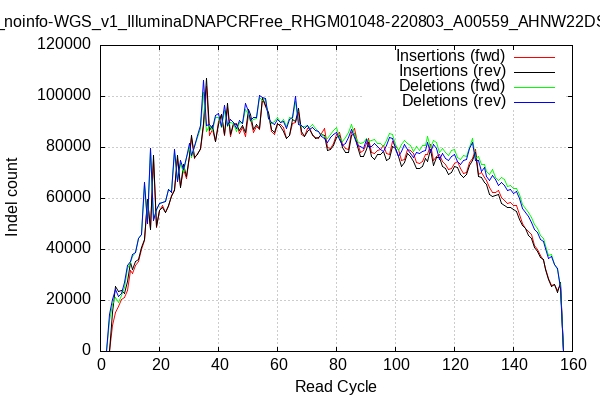 _noinfo-WGS_v1_IlluminaDNAPCRFree_RHGM01048-220803_A00559_AHNW22DS
120000
100000
80000
60000
40000
20000
0
Indel count
Insertions (fwd)
Insertions (rev)
Deletions (fwd)
Deletions (rev)
0 20 40 60 80 100 120 140 160
Read Cycle